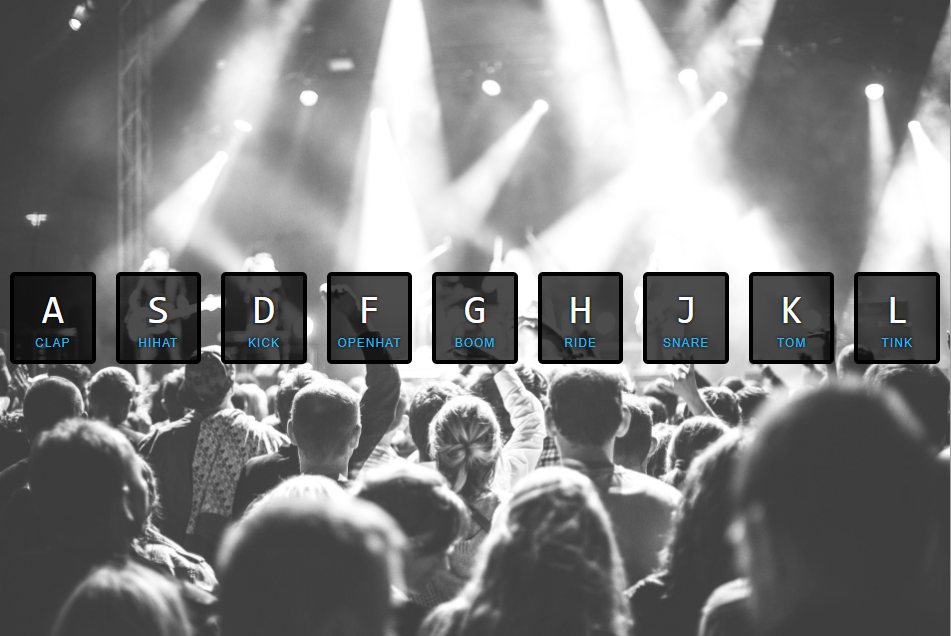 A S D F G H J K L
CLAP HIHAT KICK OPENHAT BOOM RIDE SNARE TOM TINK